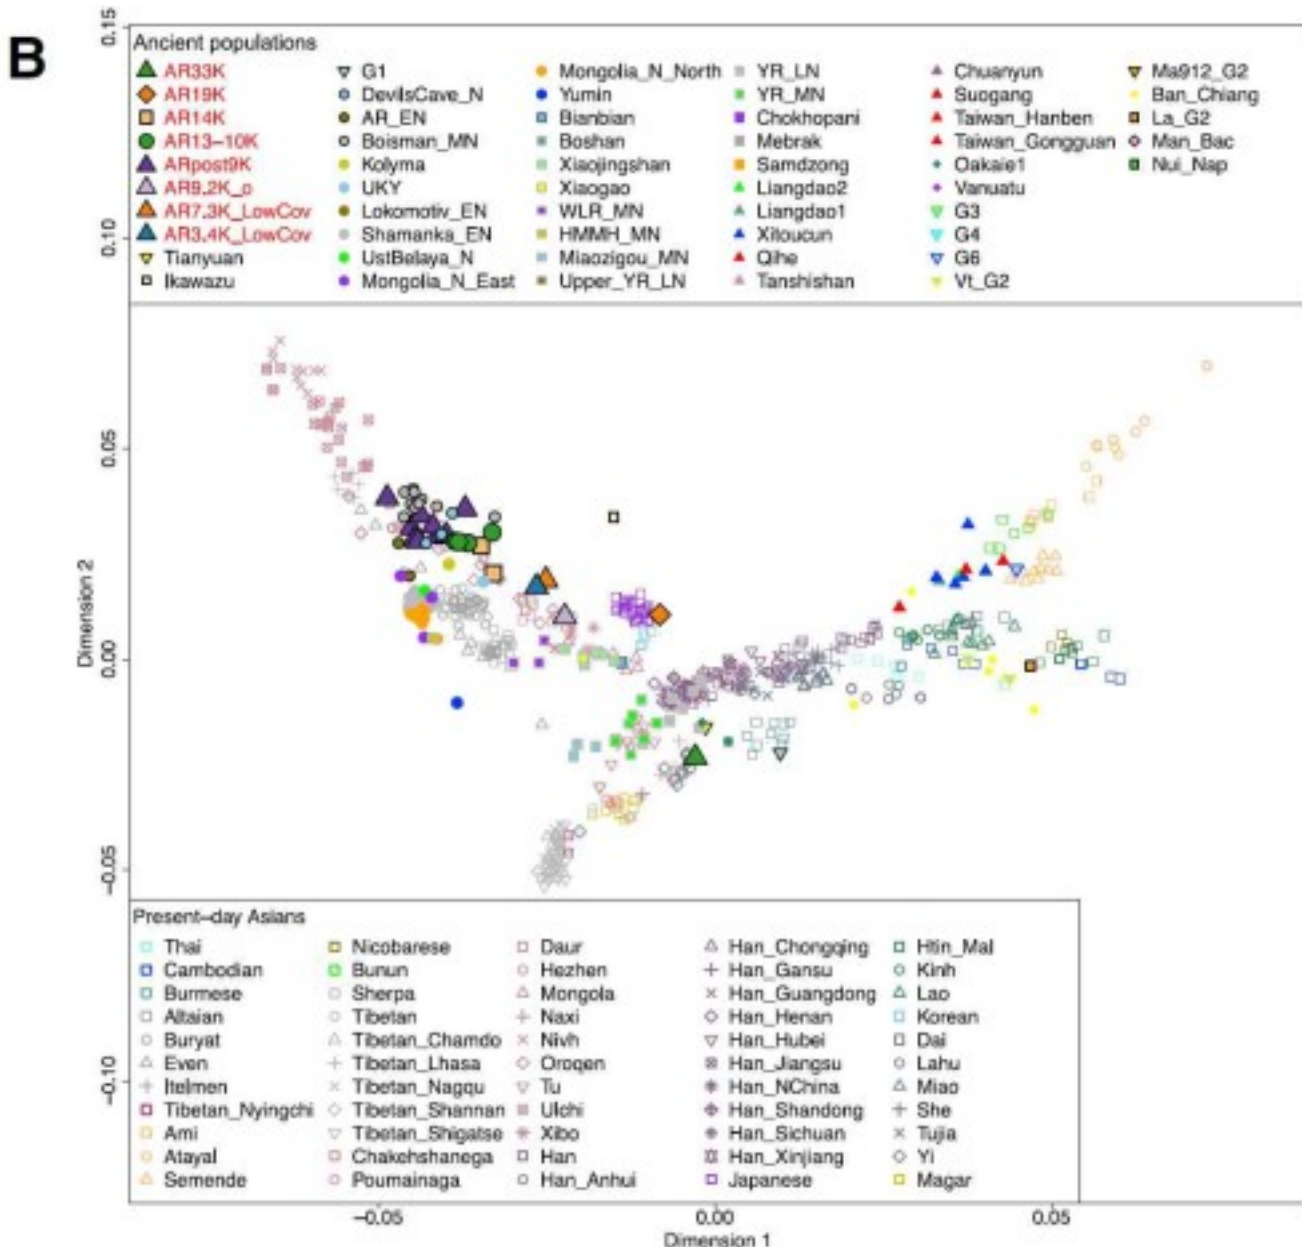 B
0.15
Ancient populations
AR33K G1 Mongolia_N_North YR_LN Chuanyun Ma912_G2
AR19K DevilsCave_N Yumin YR_MN Suogang Ban_Chiang
AR14K AR_EN Bianbian Chokhopani Taiwan_Hanben La_G2
AR13-10K Boisman_MN Boshan Mebrak Taiwan_Gongguan Man_Bac
ARpost9K Kolyma Xiaojingshan Samdzong Oakaie1 Nui_Nap
AR9.2K_o UKY Xiaogao Liangdao2 Vanuatu
AR7.3K_LowCov Lokomotiv_EN WLR_MN Liangdao1 G3
AR3.4K_LowCov Shamanka_EN HMMH_MN Xitoucun G4
Tianyuan UstBelaya_N Miaozigou_MN Qihe G6
Ikawazu Mongolia_N_East Upper_YR_LN Tanshishan Vt_G2
0.10
0.05
0.00
-0.05
-0.10
Dimension 2
Present-day Asians
Thai Nicobarese Daur Han_Chongqing Htin_Mal
Cambodian Bunun Hezhen Han_Gansu Kinh
Burmese Sherpa Mongola Han_Guangdong Lao
Altaian Tibetan Naxi Han_Henan Korean
Buryat Tibetan_Chamdo Nivh Han_Hubei Dai
Even Tibetan_Lhasa Oroqen Han_Jiangsu Lahu
Itelmen Tibetan_Nagqu Tu Han_NChina Miao
Tibetan_Nyingchi Tibetan_Shannan Ulchi Han_Shandong She
Ami Tibetan_Shigatse Xibo Han_Sichuan Tujia
Atayal Chakehshanega Han Han_Xinjiang Yi
Semende Poumainaga Han_Anhui Japanese Magar
-0.05 0.00 0.05
Dimension 1